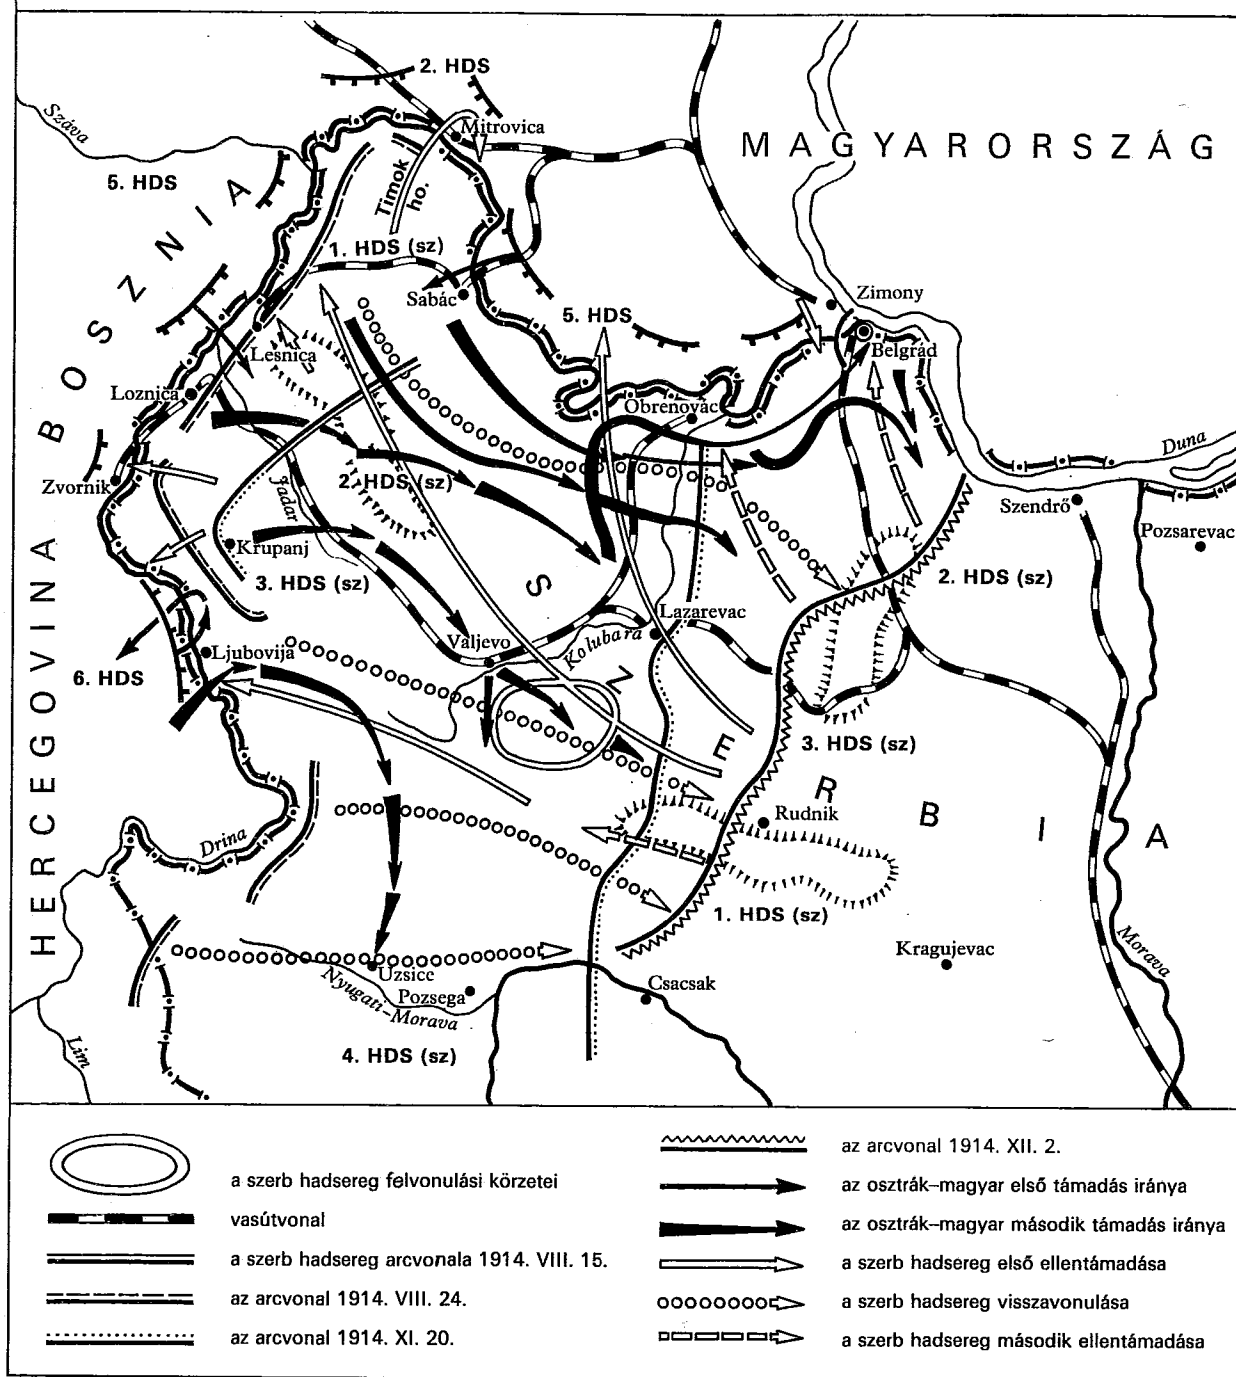 2. HDS
Száva
Mitrovica
MAGYARORSZÁG
5. HDS
Timok
ho.
BOSZNIA
1. HDS (sz)
Sabác
Zimony
5. HDS
Belgrád
Lesnica
Loznica
Obrenovác
Duna
2. HDS (sz)
Zvornik
Jadar
Szendrő
Pozsarevac
Krupanj
3. HDS (sz)
2. HDS (sz)
SZERBIA
Lazarevac
Kolubara
Valjevo
Ljubovija
6. HDS
HERCEGOVINA
3. HDS (sz)
Rudnik
Drina
1. HDS (sz)
Kragujevac
Morava
Uzsice
Nyugati-Morava
Pozsega
Csacsak
Lim
4. HDS (sz)
a szerb hadsereg felvonulási körzetei
vasútvonal
a szerb hadsereg arcvonala 1914. VIII. 15.
az arcvonal 1914. VIII. 24.
az arcvonal 1914. XI. 20.
az arcvonal 1914. XII. 2.
az osztrák–magyar első támadás iránya
az osztrák–magyar második támadás iránya
a szerb hadsereg első ellentámadása
a szerb hadsereg visszavonulása
a szerb hadsereg második ellentámadása